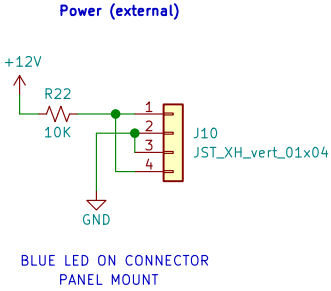 Power (external)
+12V
R22
10K
1
2
3
4
J10
JST_XH_vert_01x04
GND
BLUE LED ON CONNECTOR
PANEL MOUNT